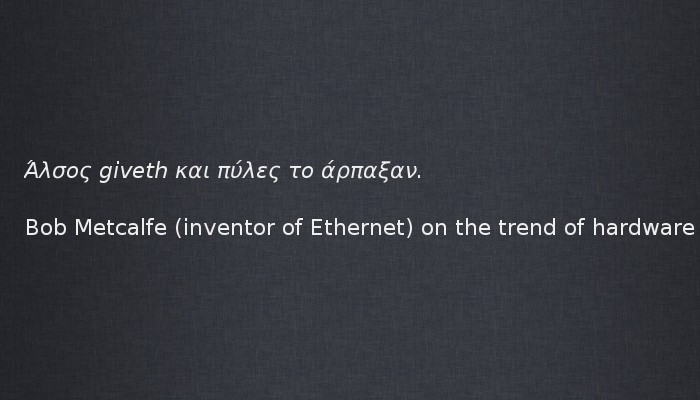 Άλσος giveth και πύλες το άρπαξαν.
Bob Metcalfe (inventor of Ethernet) on the trend of hardware